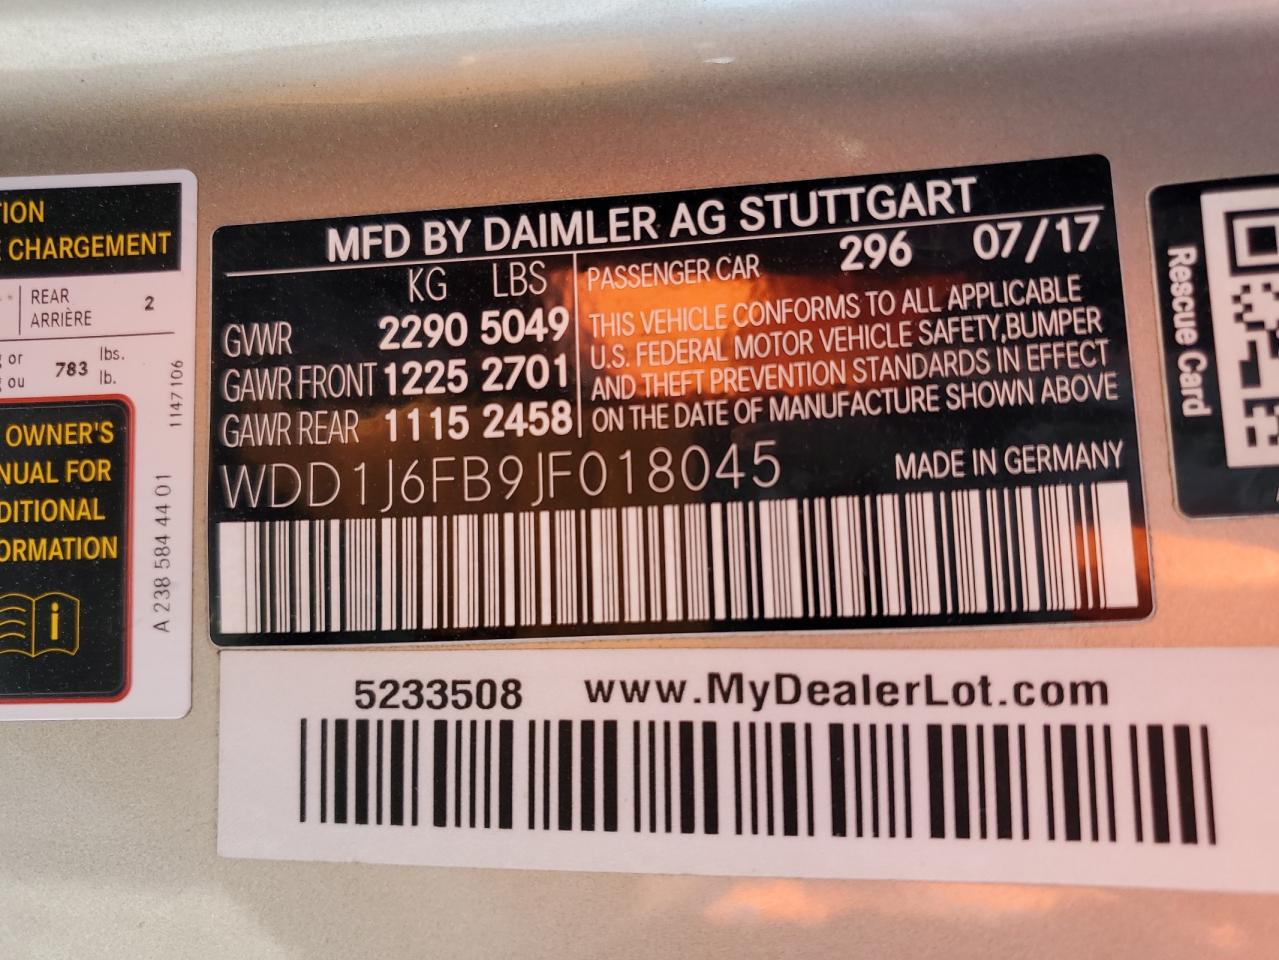 TION
E CHARGEMENT
REAR
ARRIÈRE
2
g or
g ou
783
lbs.
lb.
OWNER'S
NUAL FOR
DITIONAL
ORMATION
i
1147106
A 238 584 44 01
MFD BY DAIMLER AG STUTTGART
KG LBS
PASSENGER CAR 296 07/17
GVWR 2290 5049
GAWR FRONT 1225 2701
GAWR REAR 1115 2458
THIS VEHICLE CONFORMS TO ALL APPLICABLE
U.S. FEDERAL MOTOR VEHICLE SAFETY,BUMPER
AND THEFT PREVENTION STANDARDS IN EFFECT
ON THE DATE OF MANUFACTURE SHOWN ABOVE
WDD1J6FB9JF018045
MADE IN GERMANY
5233508 www.MyDealerLot.com
Rescue Card